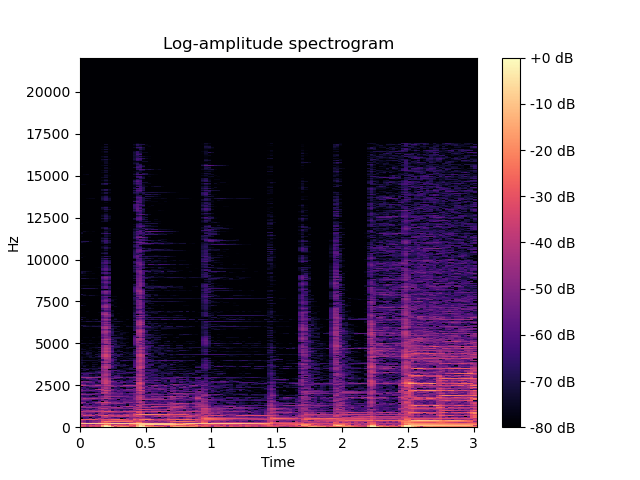 Log-amplitude spectrogram
Hz
20000
17500
15000
12500
10000
7500
5000
2500
0
0 0.5 1 1.5 2 2.5 3
Time
+0 dB
-10 dB
-20 dB
-30 dB
-40 dB
-50 dB
-60 dB
-70 dB
-80 dB